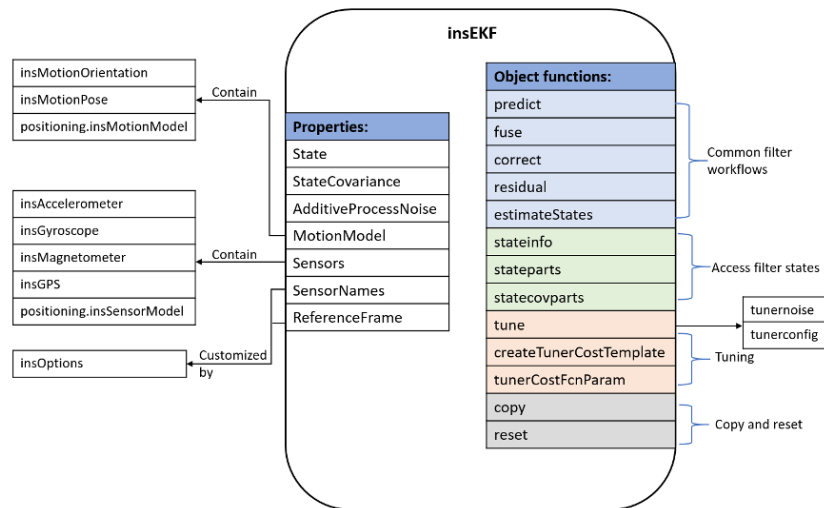 insEKF
insMotionOrientation
insMotionPose
positioning.insMotionModel
Contain
insAccelerometer
insGyroscope
insMagnetometer
insGPS
positioning.insSensorModel
Contain
insOptions
Customized
by
Properties:
State
StateCovariance
AdditiveProcessNoise
MotionModel
Sensors
SensorNames
ReferenceFrame
Object functions:
predict
fuse
correct
residual
estimateStates
stateinfo
stateparts
statecovparts
tune
createTunerCostTemplate
tunerCostFcnParam
copy
reset
Common filter
workflows
Access filter states
tunernoise
tunerconfig
Tuning
Copy and reset